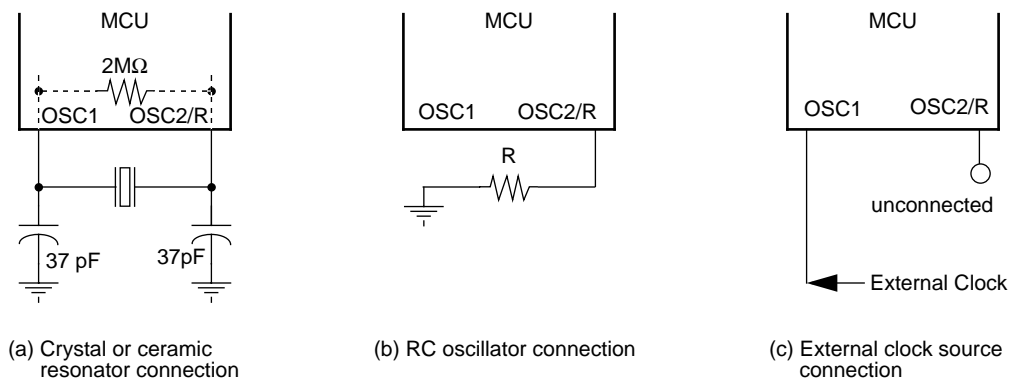 MCU
2MΩ
OSC1 OSC2/R
37 pF 37pF
(a) Crystal or ceramic
resonator connection
MCU
OSC1 OSC2/R
R
(b) RC oscillator connection
MCU
OSC1 OSC2/R
unconnected
External Clock
(c) External clock source
connection